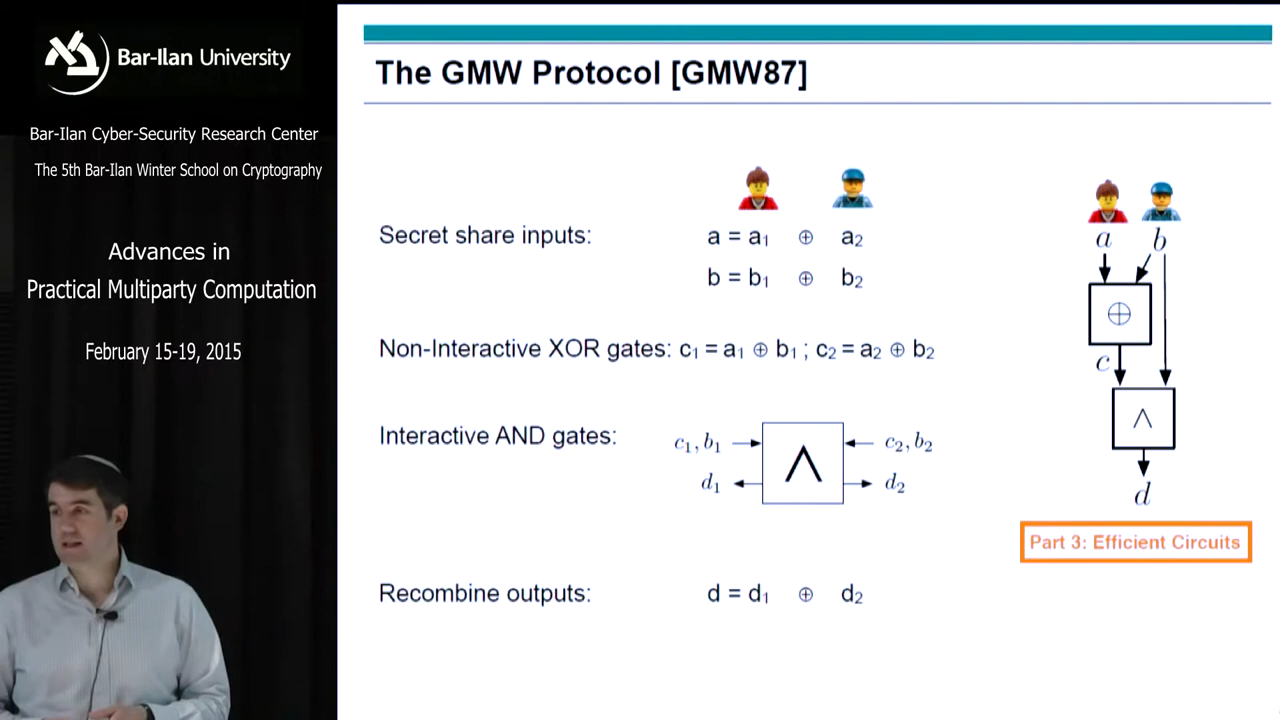 Bar-Ilan University
Bar-Ilan Cyber-Security Research Center
The 5th Bar-Ilan Winter School on Cryptography
Advances in
Practical Multiparty Computation
February 15-19, 2015
The GMW Protocol [GMW87]
Secret share inputs: a = a₁ ⊕ a₂
b = b₁ ⊕ b₂
Non-Interactive XOR gates: c₁ = a₁ ⊕ b₁ ; c₂ = a₂ ⊕ b₂
Interactive AND gates: c₁, b₁ ∧ c₂, b₂
d₁ d₂
Recombine outputs: d = d₁ ⊕ d₂
a b
⊕
c
∧
d
Part 3: Efficient Circuits